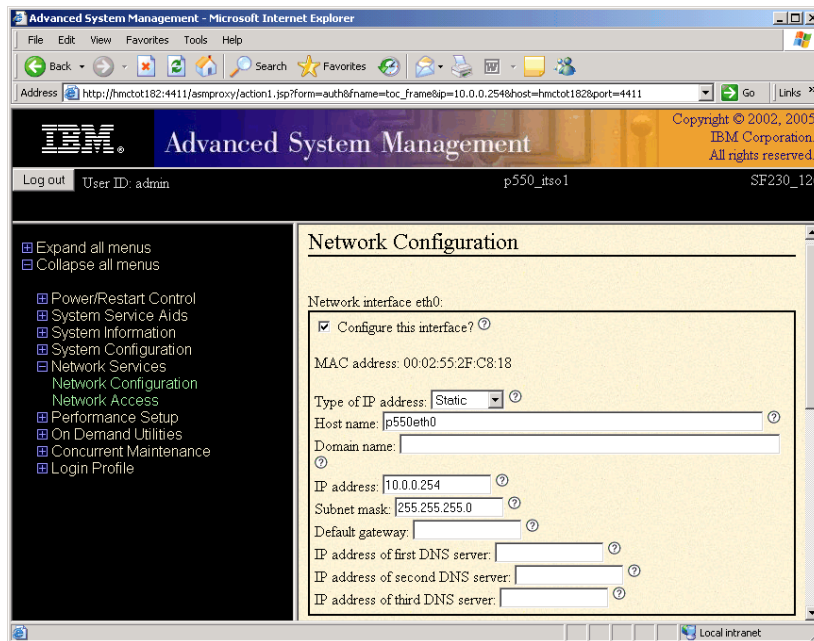 Advanced System Management - Microsoft Internet Explorer
File Edit View Favorites Tools Help
Back Search Favorites
Address http://hmctot182:4411/asmproxy/action1.jsp?form=auth&fname=toc_frame&ip=10.0.0.254&host=hmctot182&port=4411 Go Links »
IBM® Advanced System Management
Copyright © 2002, 2005
IBM Corporation.
All rights reserved.
Log out User ID: admin p550_itso1 SF230_12
Expand all menus
Collapse all menus
Power/Restart Control
System Service Aids
System Information
System Configuration
Network Services
Network Configuration
Network Access
Performance Setup
On Demand Utilities
Concurrent Maintenance
Login Profile
Network Configuration
Network interface eth0:
Configure this interface? ?
MAC address: 00:02:55:2F:C8:18
Type of IP address: Static ?
Host name: p550eth0 ?
Domain name:
?
IP address: 10.0.0.254 ?
Subnet mask: 255.255.255.0 ?
Default gateway: ?
IP address of first DNS server: ?
IP address of second DNS server: ?
IP address of third DNS server: ?
Local intranet